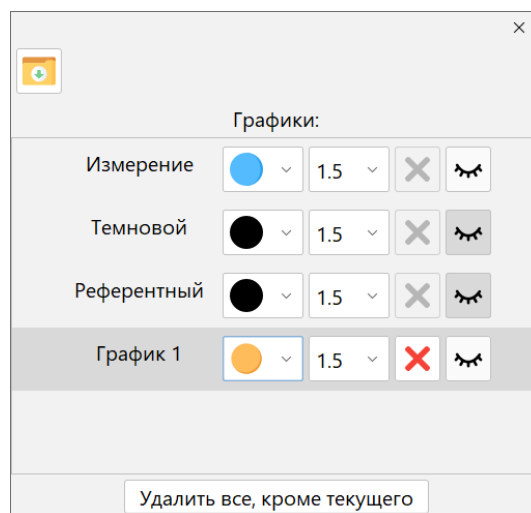 Графики:
Измерение 1.5
Темновой 1.5
Референтный 1.5
График 1 1.5
Удалить все, кроме текущего